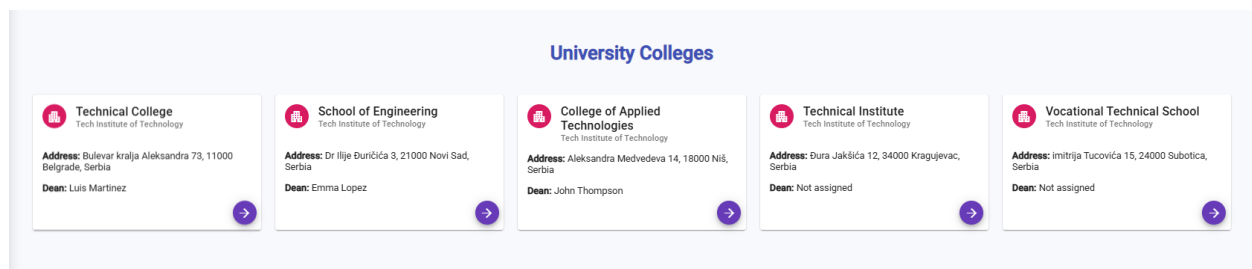 University Colleges
Technical College
Tech Institute of Technology
Address: Bulevar kralja Aleksandra 73, 11000
Belgrade, Serbia
Dean: Luis Martinez
School of Engineering
Tech Institute of Technology
Address: Dr Ilije Đuričića 3, 21000 Novi Sad,
Serbia
Dean: Emma Lopez
College of Applied
Technologies
Tech Institute of Technology
Address: Aleksandra Medvedeva 14, 18000 Niš,
Serbia
Dean: John Thompson
Technical Institute
Tech Institute of Technology
Address: Đura Jakšića 12, 34000 Kragujevac,
Serbia
Dean: Not assigned
Vocational Technical School
Tech Institute of Technology
Address: imitrija Tucovića 15, 24000 Subotica,
Serbia
Dean: Not assigned